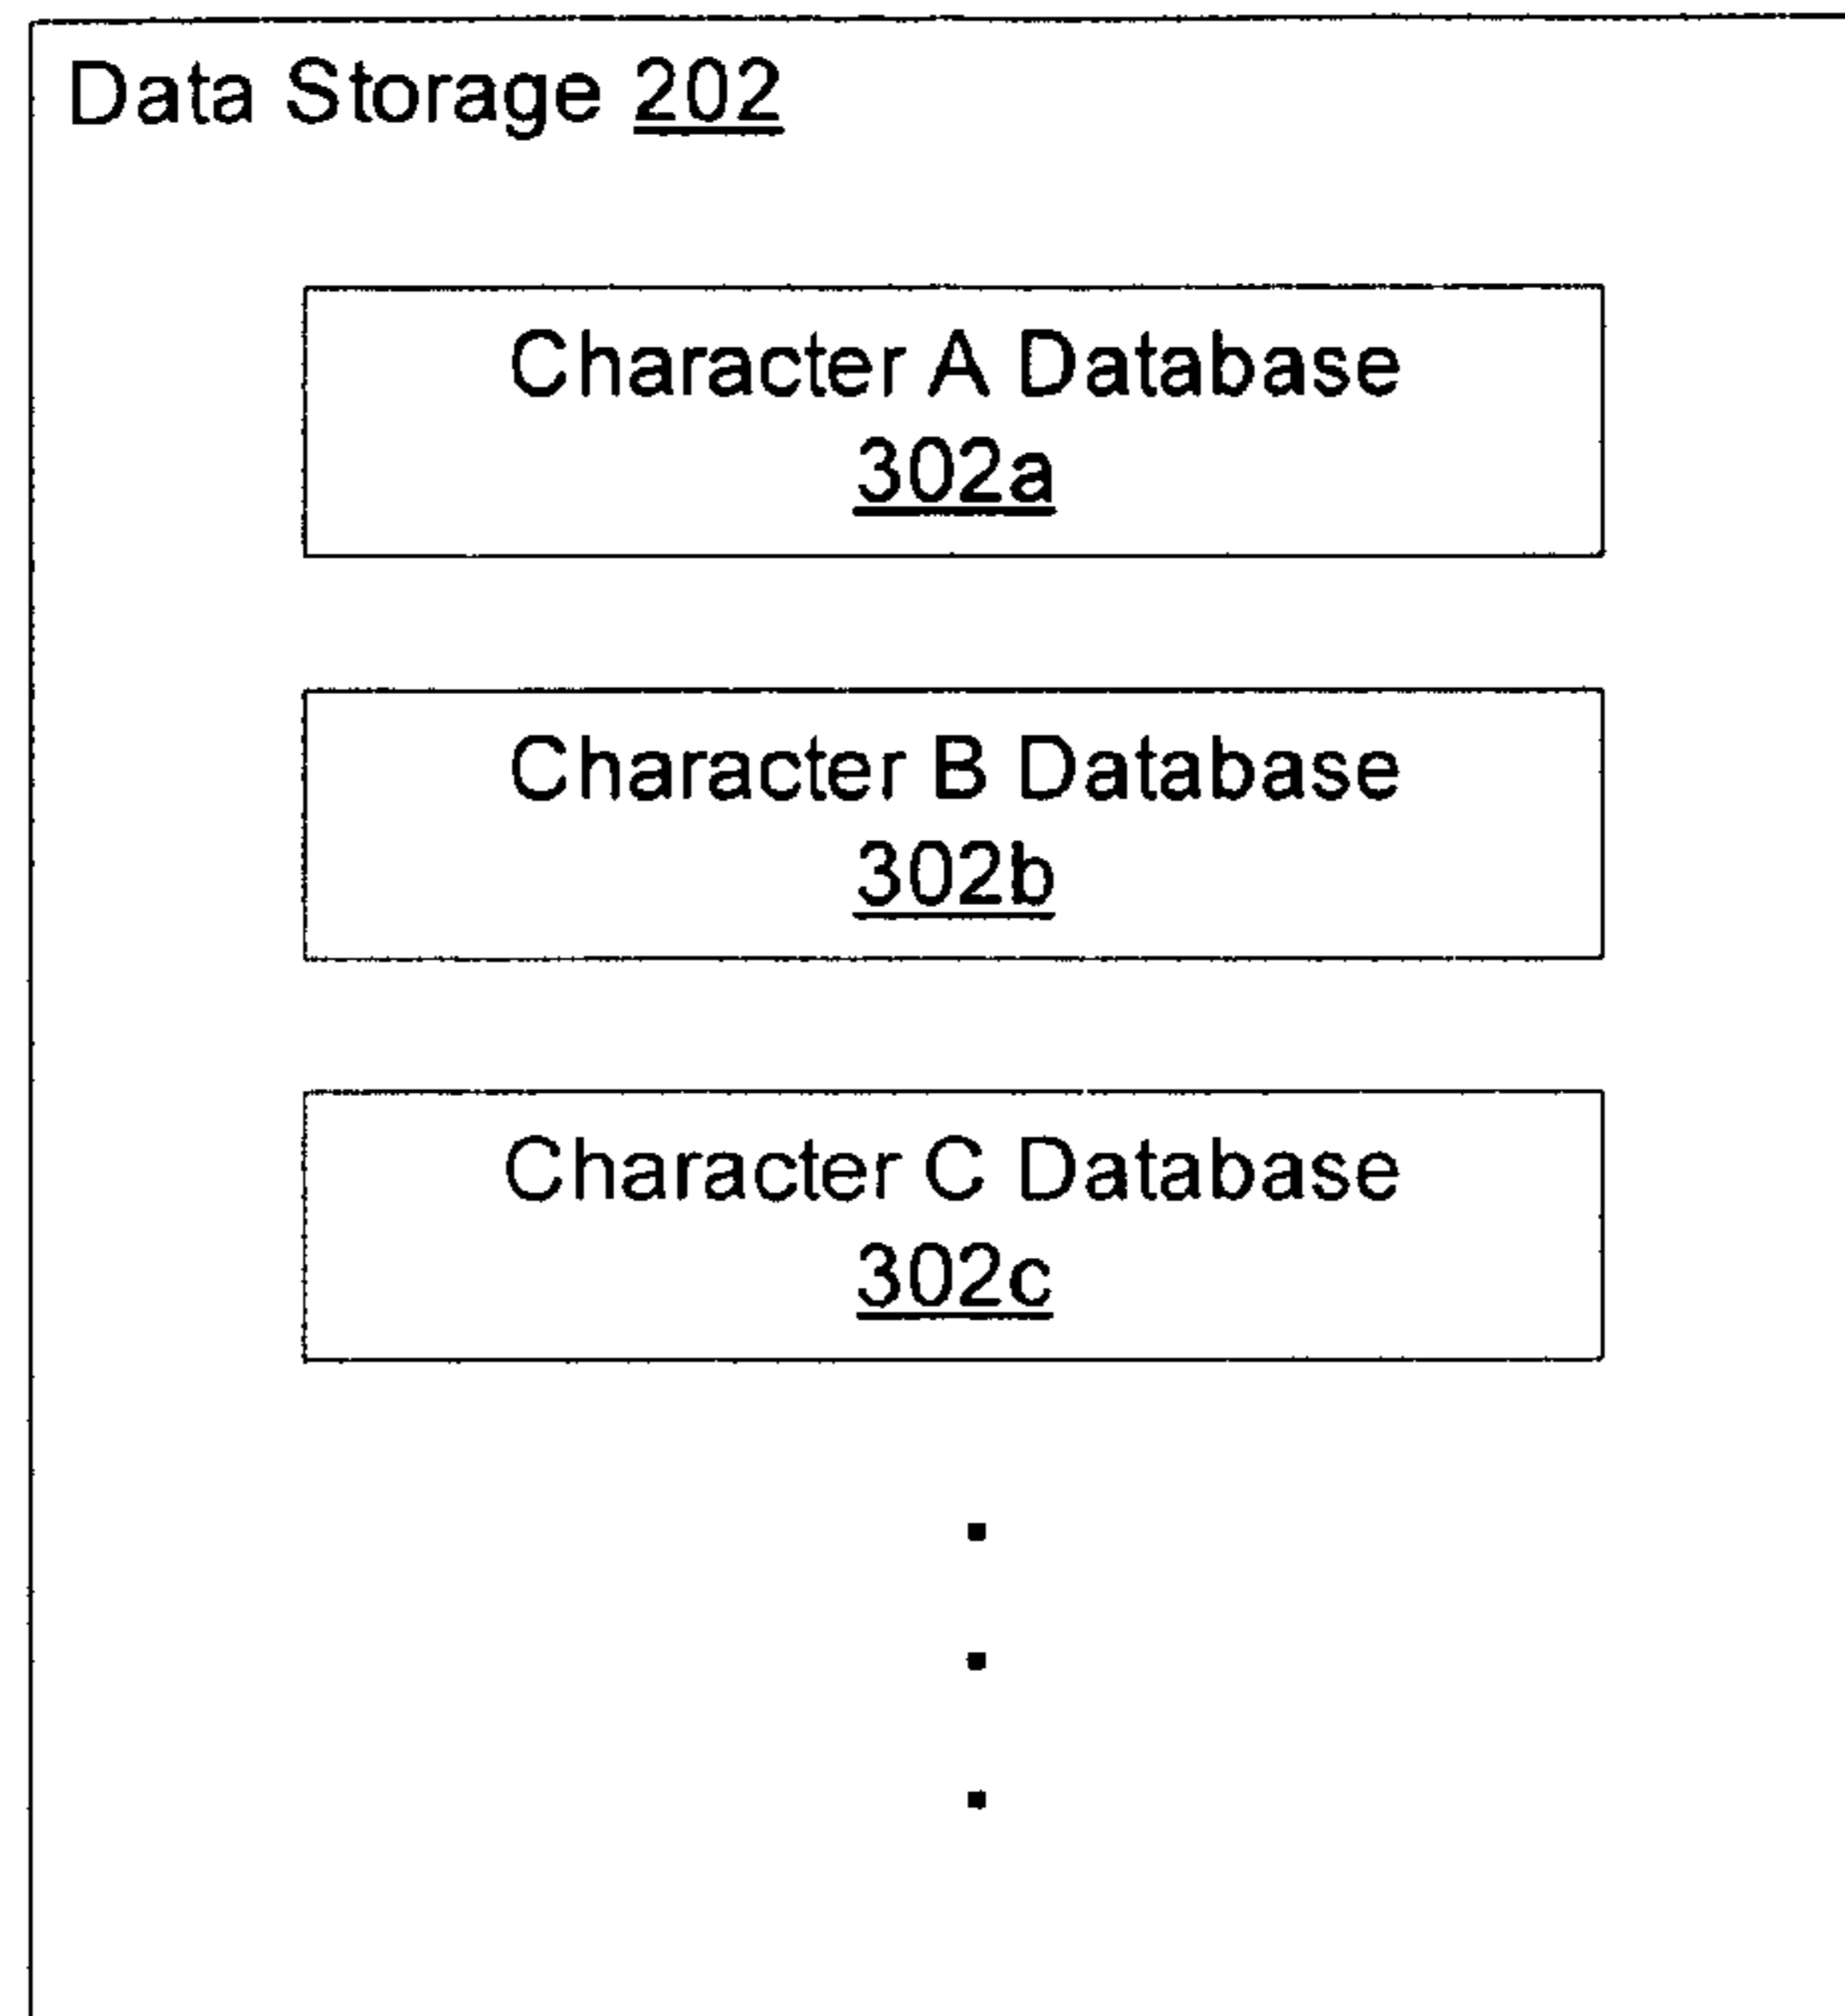 Data Storage 202
Character A Database
302a
Character B Database
302b
Character C Database
302c